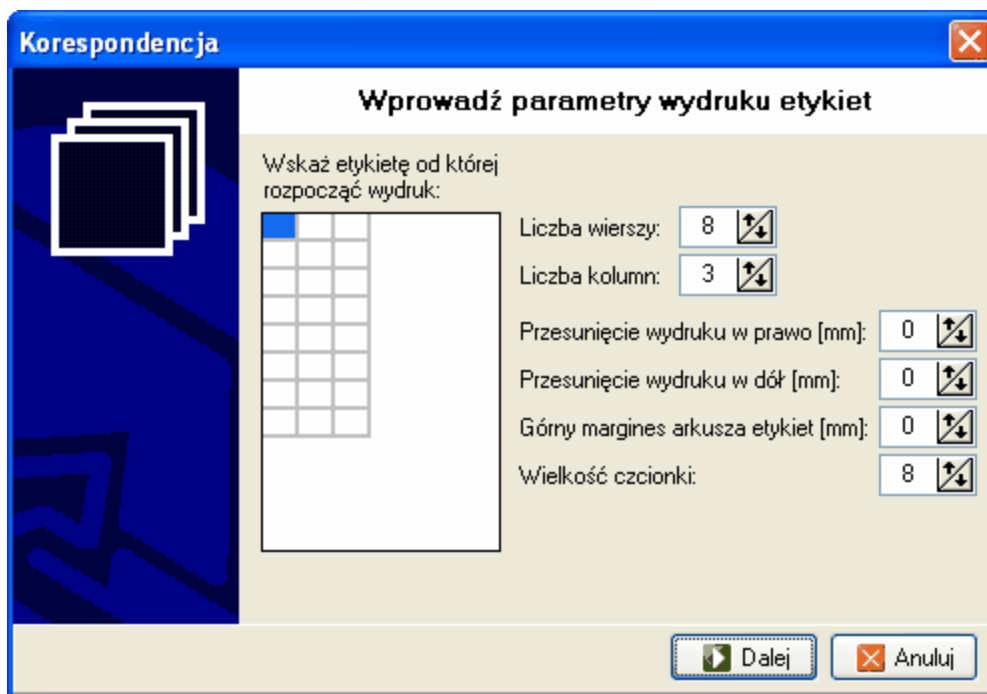 Korespondencja
Wprowadź parametry wydruku etykiet
Wskaż etykietę od której
rozpocząć wydruk:
Liczba wierszy: 8
Liczba kolumn: 3
Przesunięcie wydruku w prawo [mm]: 0
Przesunięcie wydruku w dół [mm]: 0
Górny margines arkusza etykiet [mm]: 0
Wielkość czcionki: 8
Dalej Anuluj